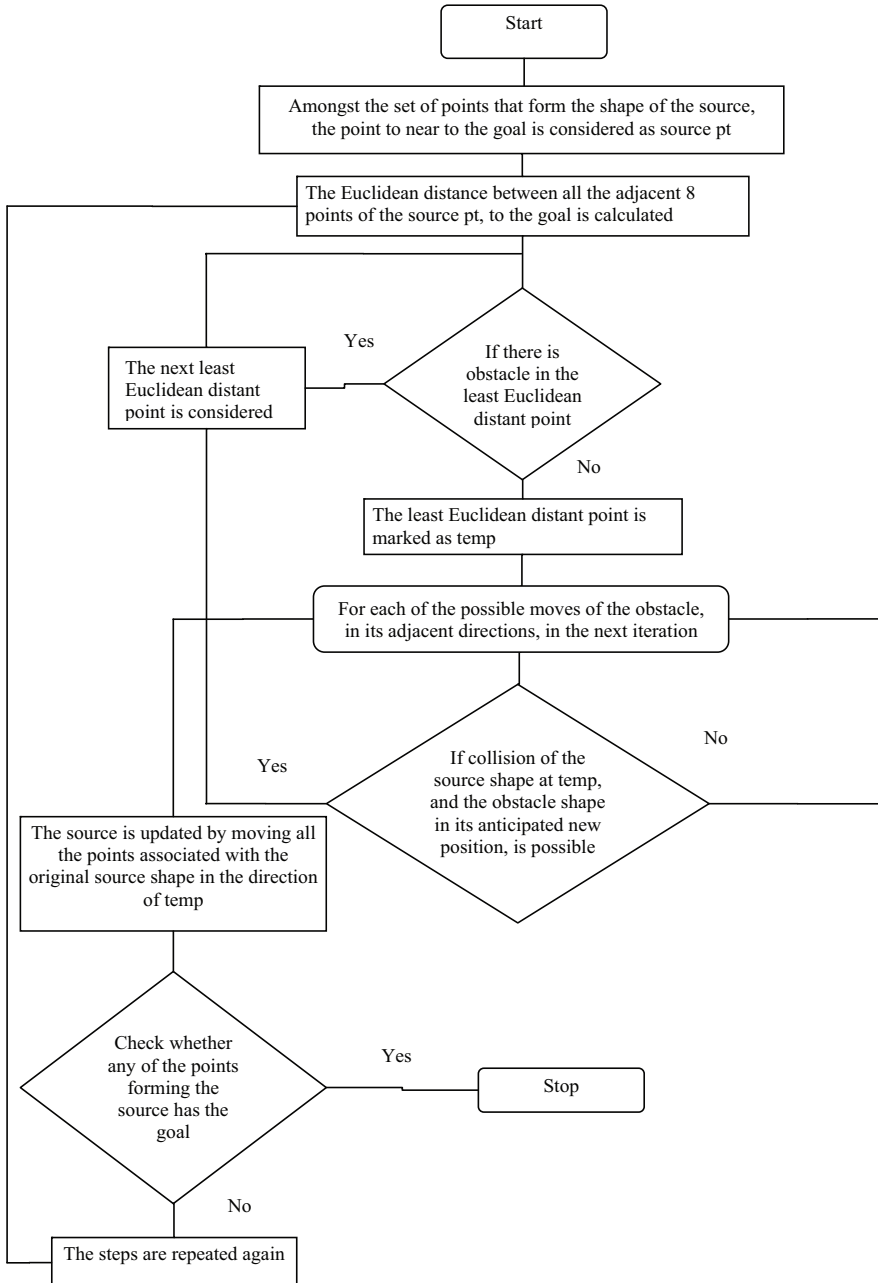 Start
Amongst the set of points that form the shape of the source,
the point to near to the goal is considered as source pt
The Euclidean distance between all the adjacent 8
points of the source pt, to the goal is calculated
Yes
If there is
obstacle in the
least Euclidean
distant point
The next least
Euclidean distant
point is considered
No
The least Euclidean distant point is
marked as temp
For each of the possible moves of the obstacle,
in its adjacent directions, in the next iteration
No
Yes
If collision of the
source shape at temp,
and the obstacle shape
in its anticipated new
position, is possible
The source is updated by moving all
the points associated with the
original source shape in the direction
of temp
Check whether
any of the points
forming the
source has the
goal
Yes
Stop
No
The steps are repeated again